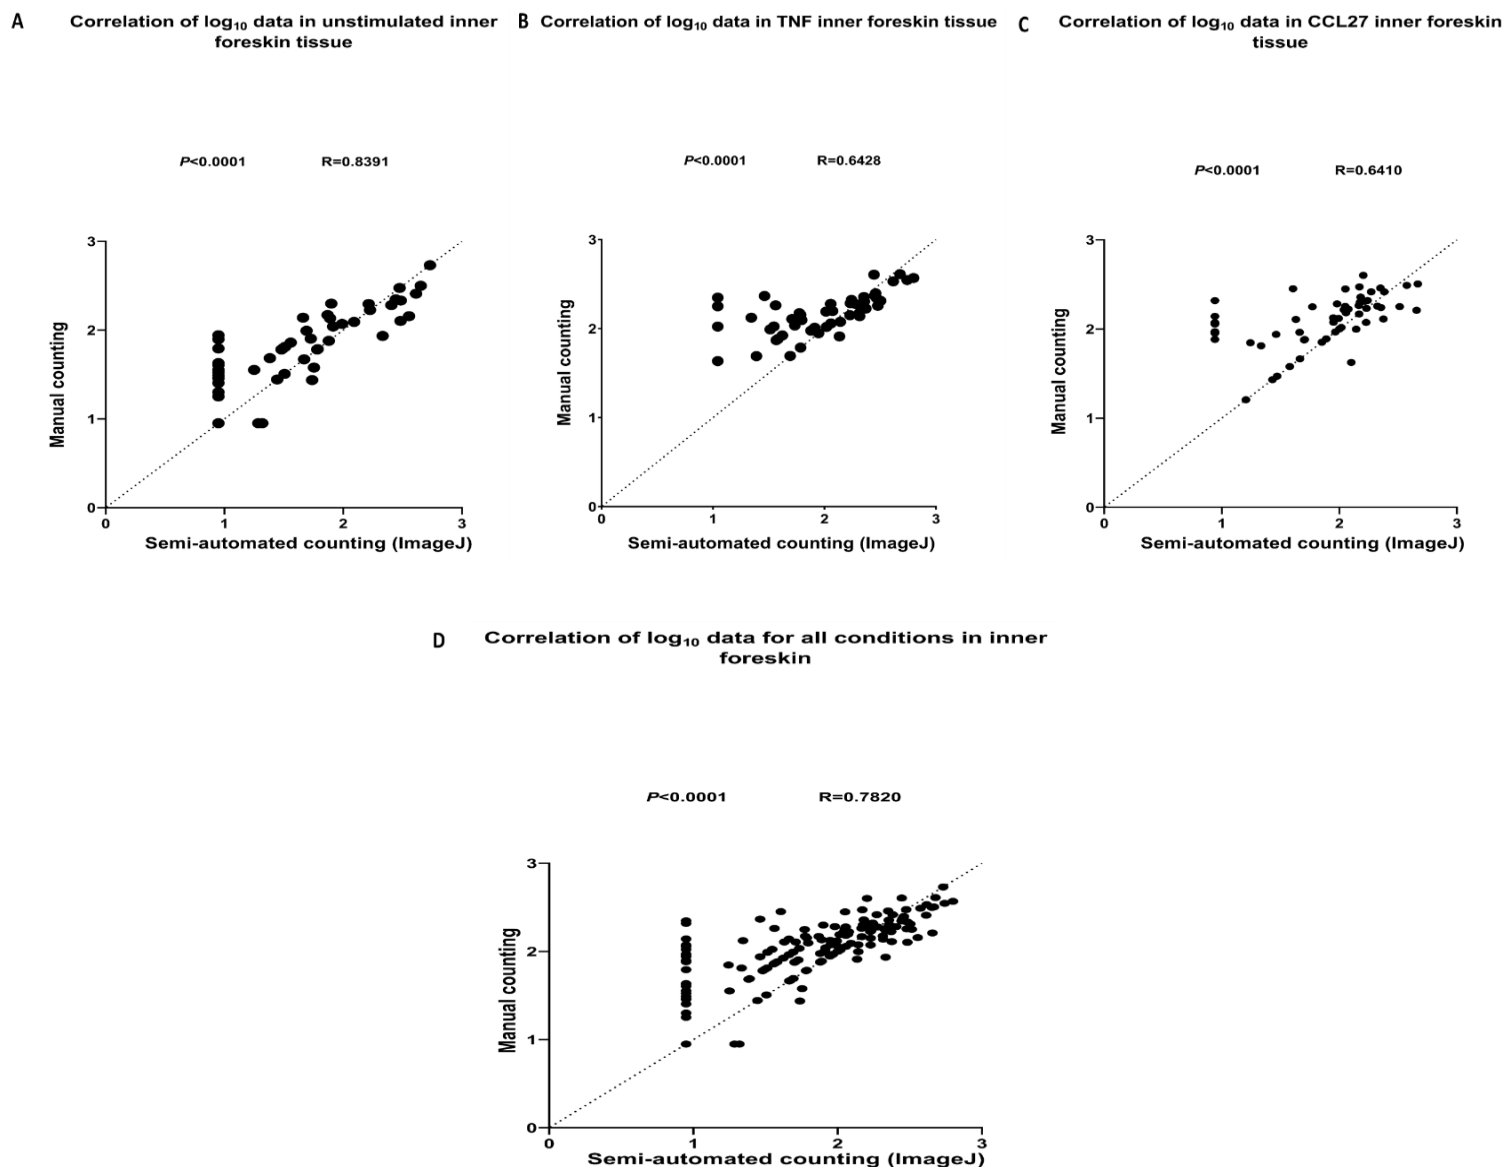 A
Correlation of log₁₀ data in unstimulated inner
foreskin tissue
P<0.0001 R=0.8391
3
2
1
0
0 1 2 3
Manual counting
Semi-automated counting (ImageJ)
B
Correlation of log₁₀ data in TNF inner foreskin tissue
P<0.0001 R=0.6428
3
2
1
0
0 1 2 3
Manual counting
Semi-automated counting (ImageJ)
C
Correlation of log₁₀ data in CCL27 inner foreskin
tissue
P<0.0001 R=0.6410
3
2
1
0
0 1 2 3
Manual counting
Semi-automated counting (ImageJ)
D
Correlation of log₁₀ data for all conditions in inner
foreskin
P<0.0001 R=0.7820
3
2
1
0
0 1 2 3
Manual counting
Semi-automated counting (ImageJ)